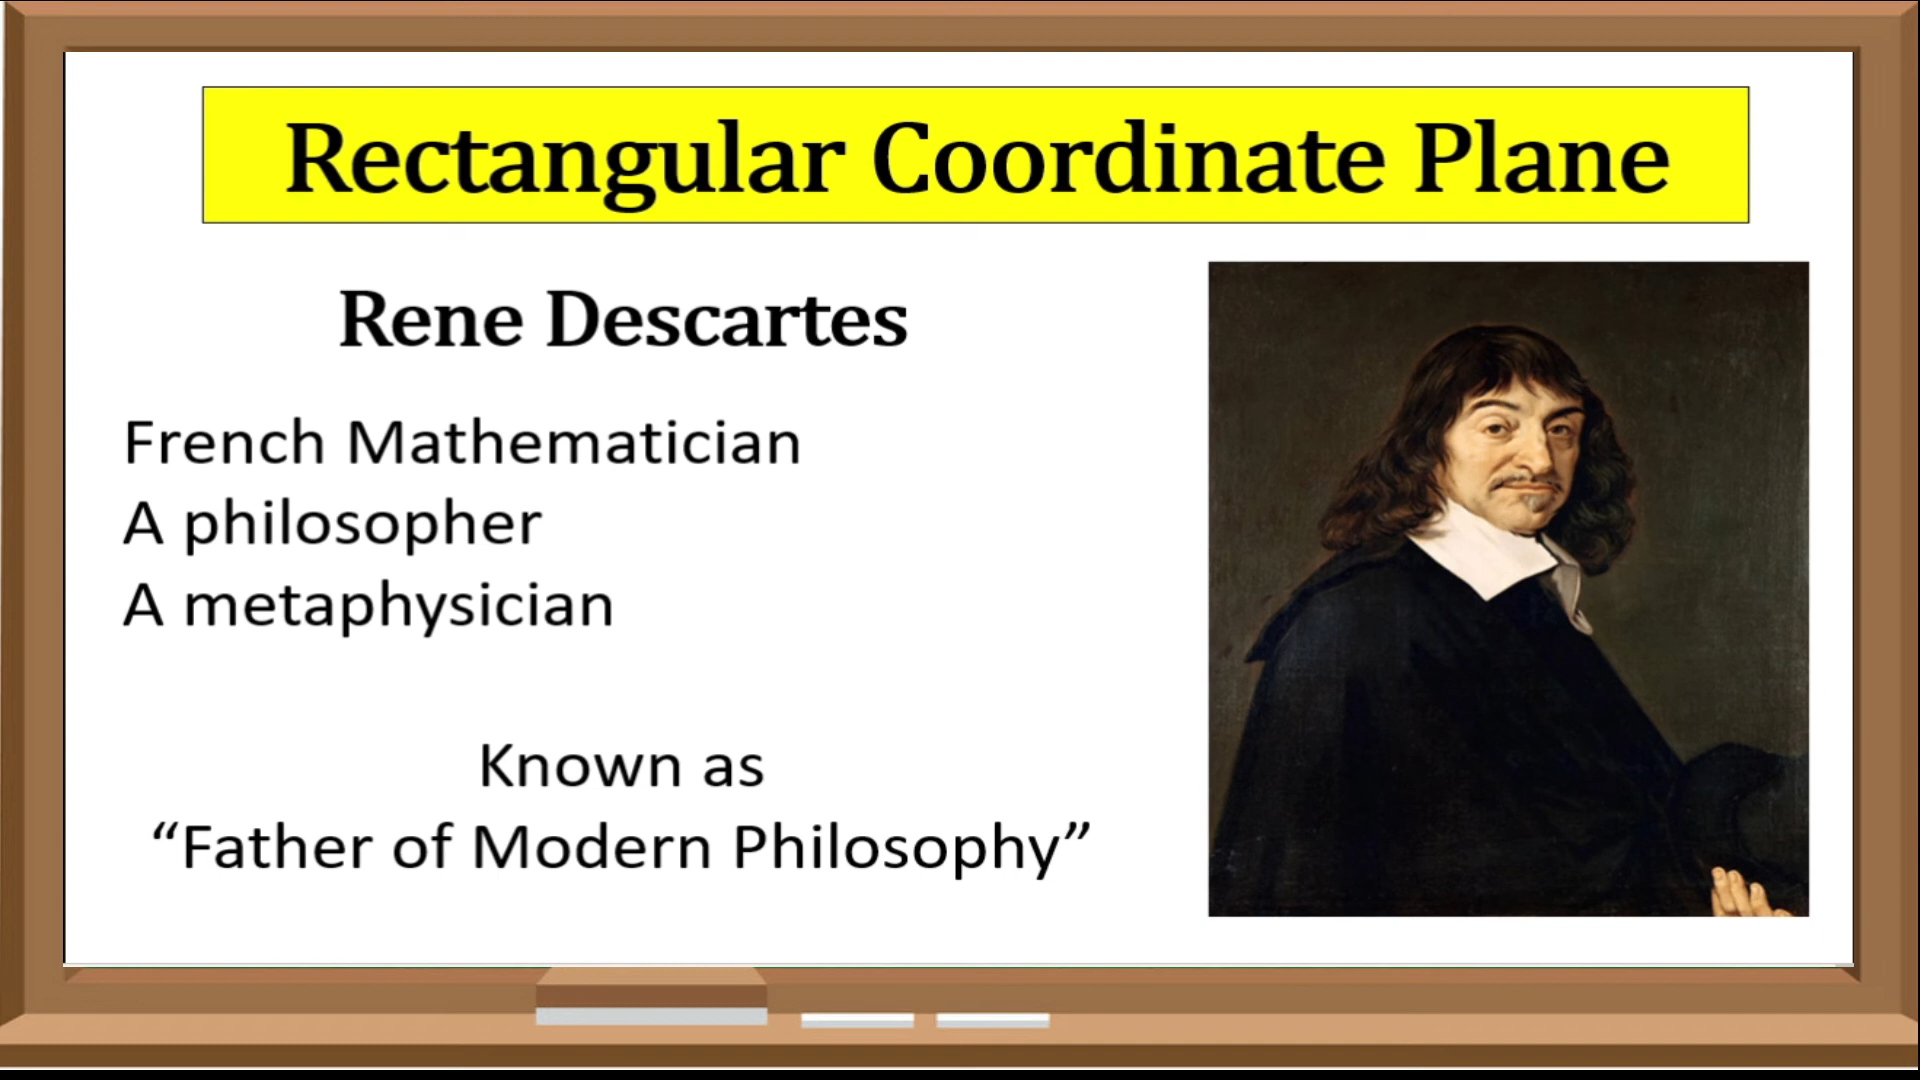 Rectangular Coordinate Plane
Rene Descartes
French Mathematician
A philosopher
A metaphysician
Known as
“Father of Modern Philosophy”